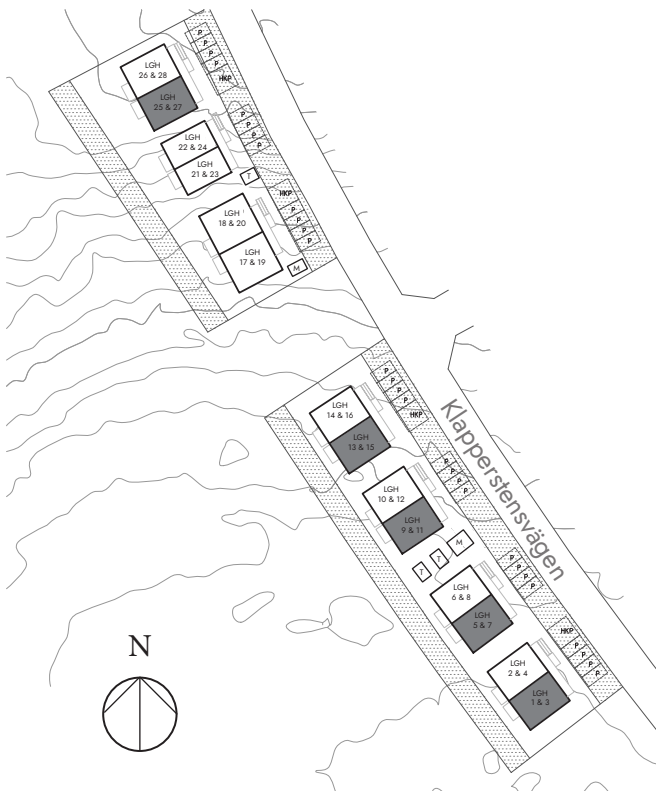 P
P
P
P
HKP
LGH
26 & 28
LGH
25 & 27
P
P
P
P
LGH
22 & 24
LGH
21 & 23
T
HKP
P
P
P
P
LGH
18 & 20
LGH
17 & 19
M
P
P
P
P
HKP
LGH
14 & 16
LGH
13 & 15
Klapperstensvägen
P
P
P
P
LGH
10 & 12
LGH
9 & 11
M
T
T
P
P
P
P
LGH
6 & 8
LGH
5 & 7
HKP
P
P
P
P
LGH
2 & 4
LGH
1 & 3
N